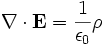 ∇ · E = 1/ϵ₀ ρ